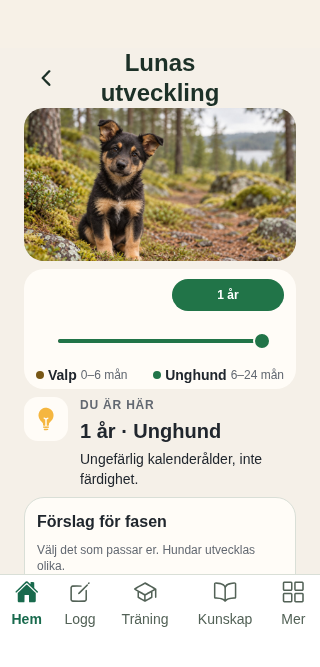 Lunas
utveckling
1 år
Valp 0–6 mån Unghund 6–24 mån
DU ÄR HÄR
1 år · Unghund
Ungefärlig kalenderålder, inte
färdighet.
Förslag för fasen
Välj det som passar er. Hundar utvecklas
olika.
Hem Logg Träning Kunskap Mer